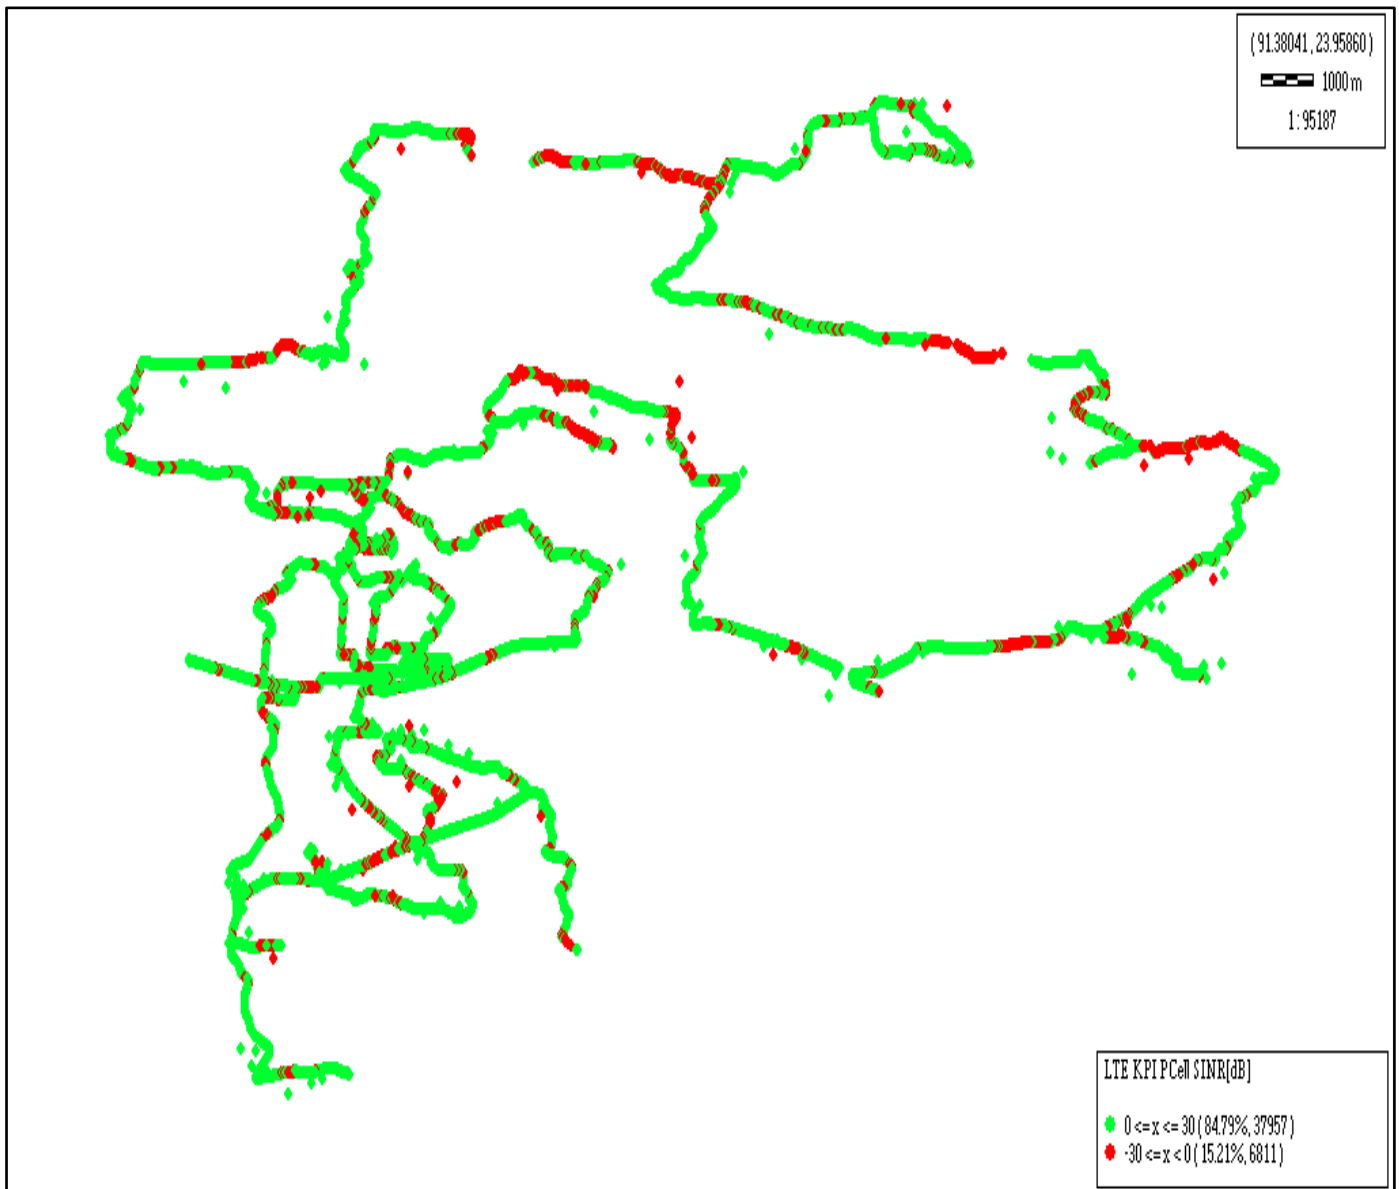 (91.38041, 23.95860)
1000 m
1: 95187
LTE KPI PCell SINR[dB]
0 <= x <= 30 ( 84.79%, 37957 )
-30 <= x < 0 ( 15.21%, 6811 )